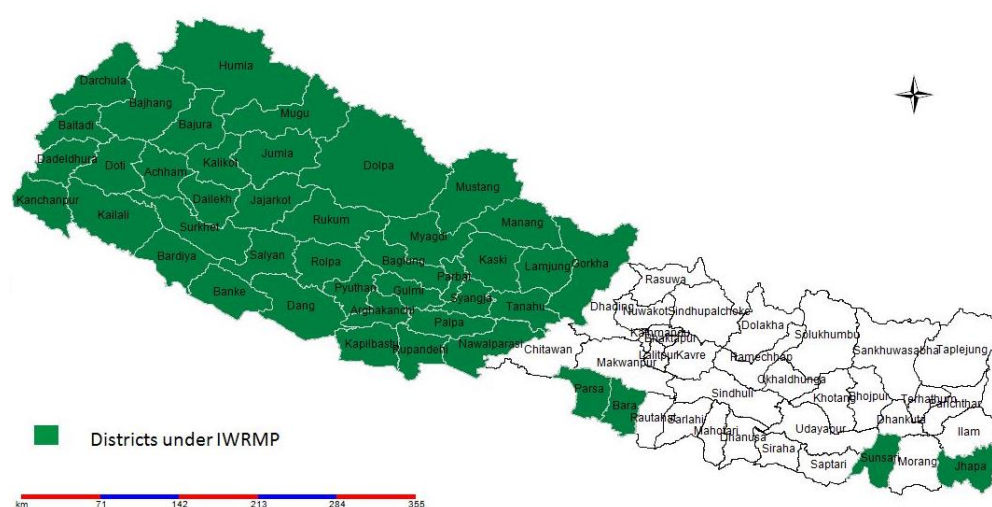 Humla
Darchula
Bajhang
Mugu
Bajura
Baitadi
Jumla
Dadeldhura
Doti
Kalikot
Achham
Dolpa
Mustang
Kanchanpur
Dailekh
Jajarkot
Kailali
Rukum
Manang
Surkhet
Myagdi
Bardiya
Salyan
Rolpa
Baglung
Kaski
Lamjung
Gorkha
Parbat
Rasuwa
Banke
Pyuthan
Gulmi
Syangja
Dang
Arghakanchi
Tanahu
Dhading
Nuwakot
Sindhupalchoke
Palpa
Dolakha
Solukhumbu
Kathmandu
Bhaktapur
Kapilbastu
Rupandehi
Nawalparasi
Chitawan
Lalitpur
Kavre
Ramechhap
Sankhuwasabha
Taplejung
Makwanpur
Okhaldhunga
Parsa
Sindhuli
Khotang
Bhojpur
Terhathum
Panchthar
Bara
Rautahat
Sarlahi
Mahotari
Dhanusa
Udayapur
Dhankuta
Ilam
Siraha
Saptari
Sunsari
Morang
Jhapa
Districts under IWRMP
km 71 142 213 284 355